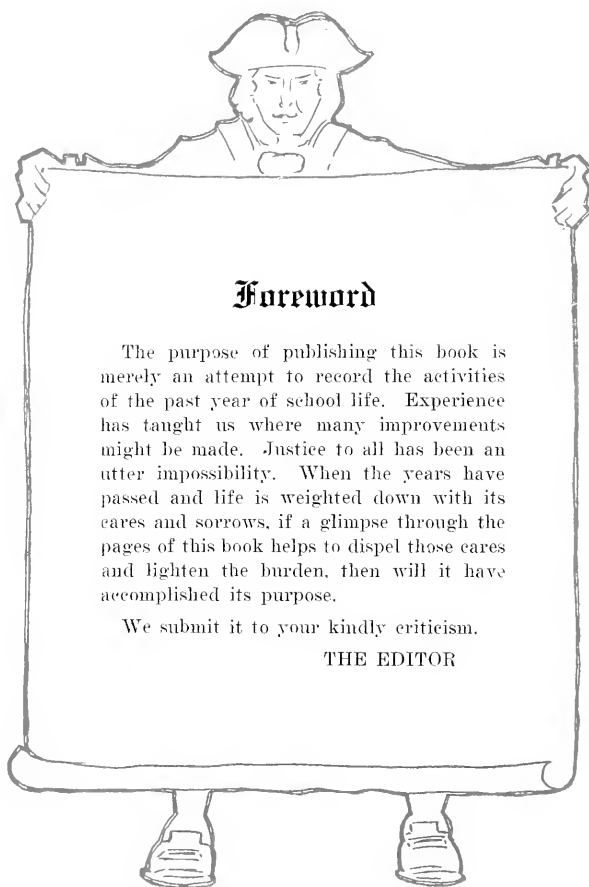 Foreword
The purpose of publishing this book is
merely an attempt to record the activities
of the past year of school life. Experience
has taught us where many improvements
might be made. Justice to all has been an
utter impossibility. When the years have
passed and life is weighted down with its
cares and sorrows, if a glimpse through the
pages of this book helps to dispel those cares
and lighten the burden, then will it have
accomplished its purpose.
We submit it to your kindly criticism.
THE EDITOR